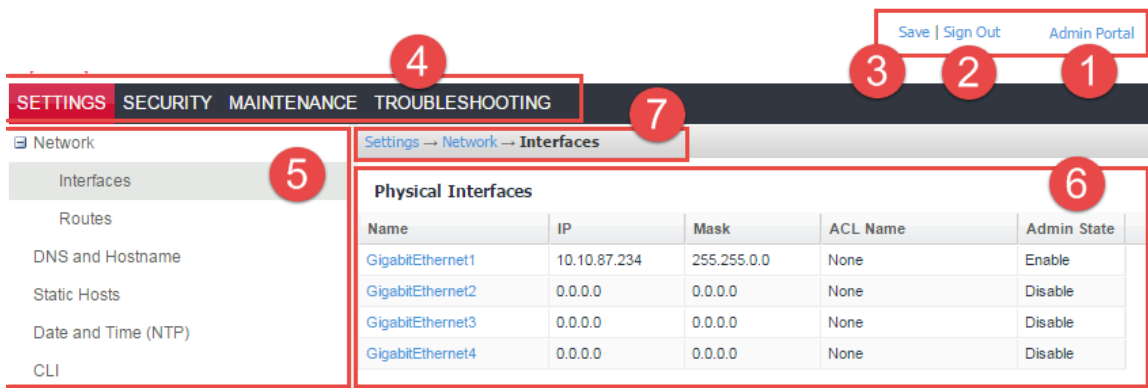 Save | Sign Out Admin Portal
3 2 1
4
SETTINGS SECURITY MAINTENANCE TROUBLESHOOTING
7
Settings → Network → Interfaces
Network
Interfaces
5
Routes
DNS and Hostname
Static Hosts
Date and Time (NTP)
CLI
Physical Interfaces
6
Name IP Mask ACL Name Admin State
GigabitEthernet1 10.10.87.234 255.255.0.0 None Enable
GigabitEthernet2 0.0.0.0 0.0.0.0 None Disable
GigabitEthernet3 0.0.0.0 0.0.0.0 None Disable
GigabitEthernet4 0.0.0.0 0.0.0.0 None Disable